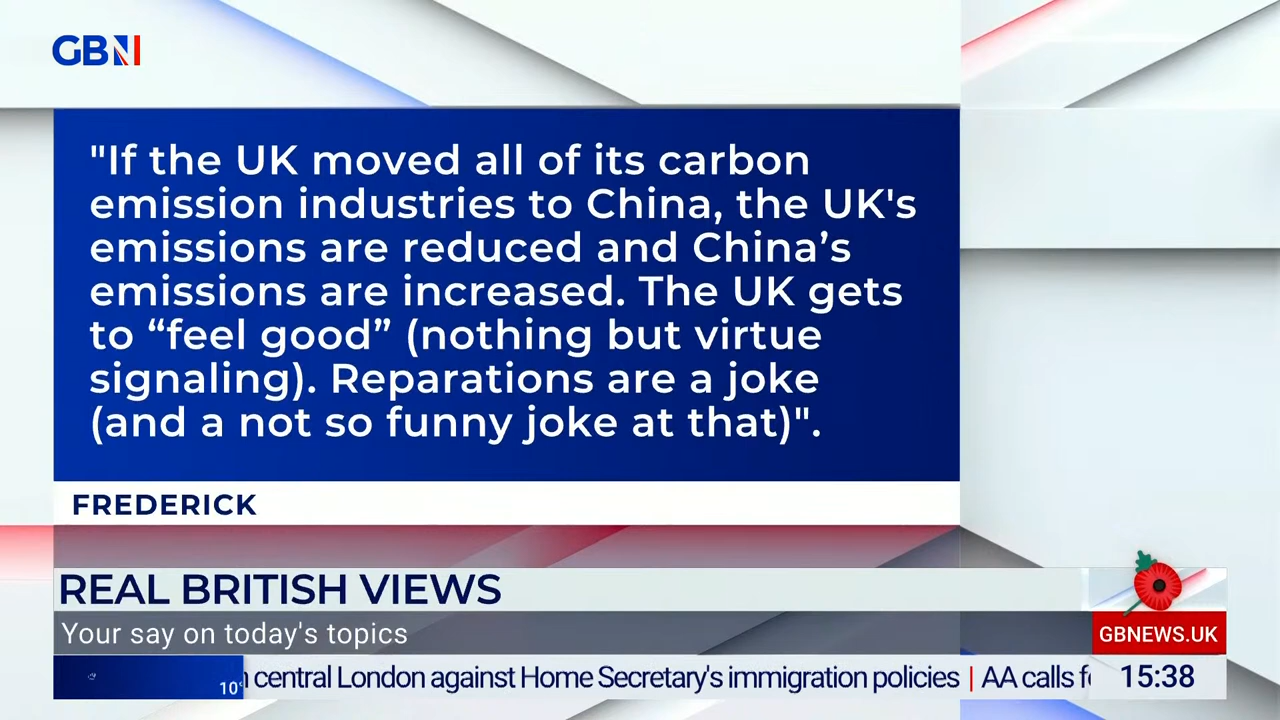 GBN
"If the UK moved all of its carbon
emission industries to China, the UK's
emissions are reduced and China’s
emissions are increased. The UK gets
to “feel good” (nothing but virtue
signaling). Reparations are a joke
(and a not so funny joke at that)".
FREDERICK
REAL BRITISH VIEWS
Your say on today's topics
GBNEWS.UK
10° central London against Home Secretary's immigration policies | AA calls 15:38